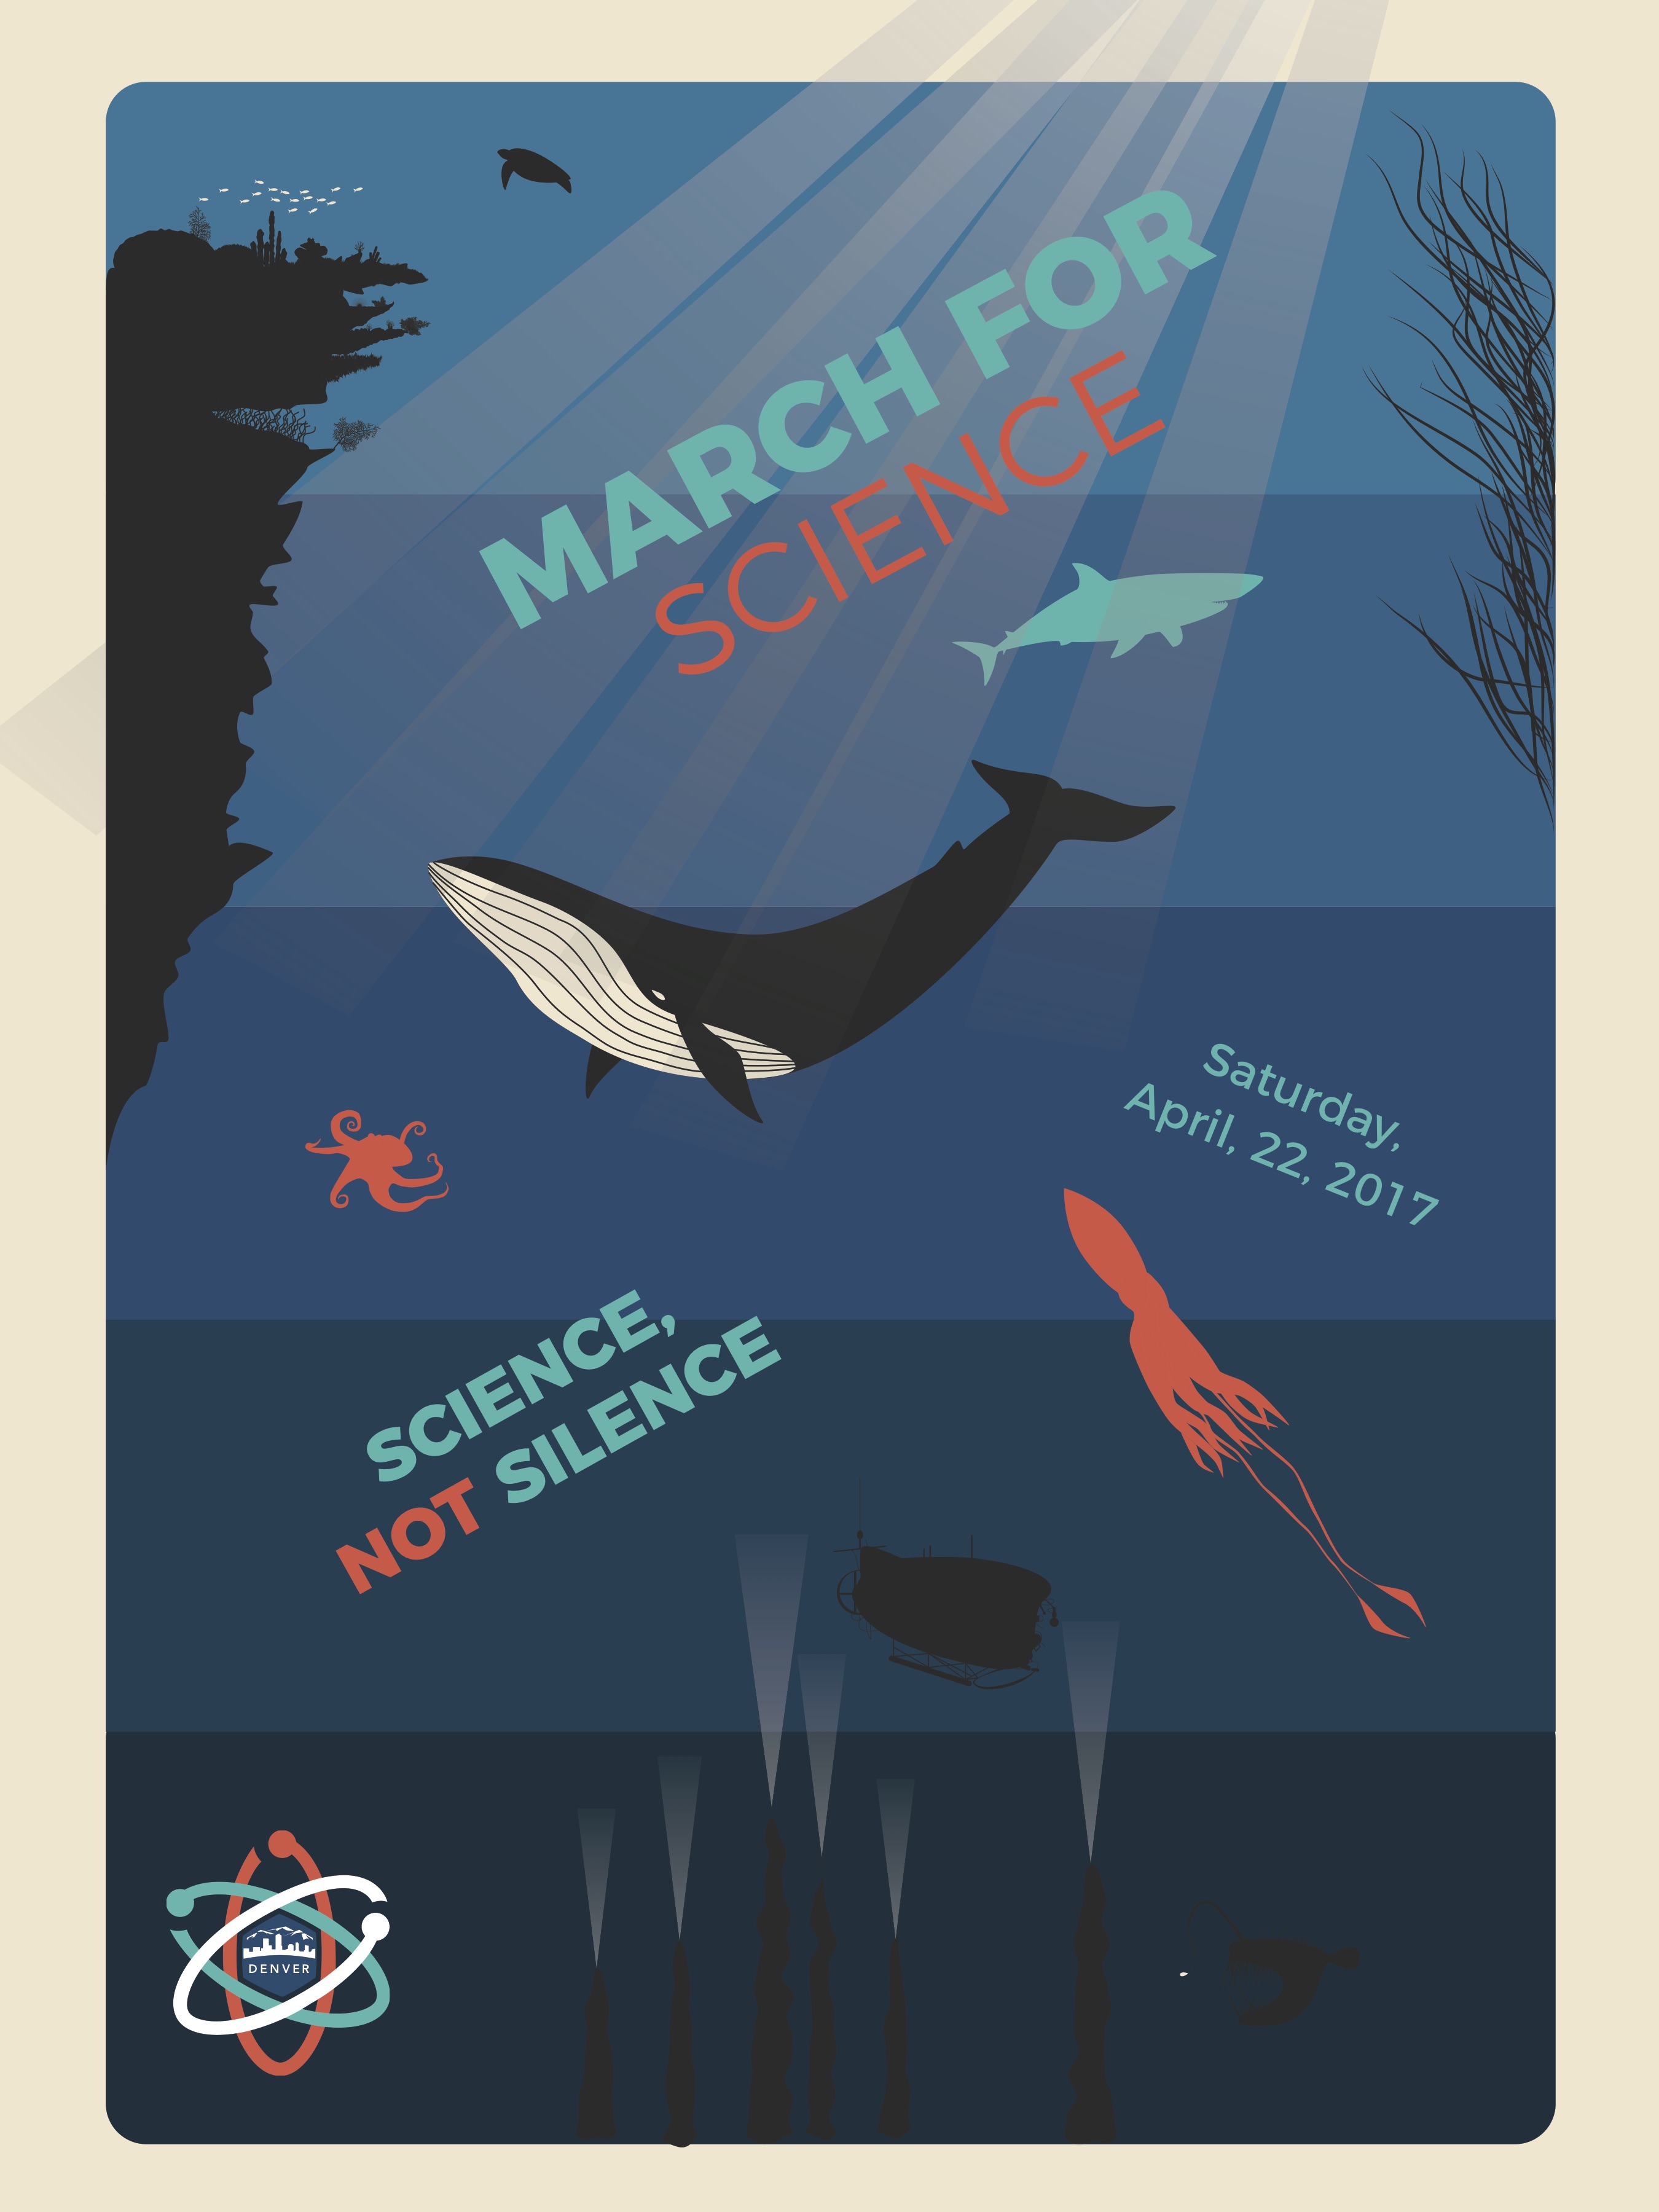 MARCH FOR
SCIENCE
Saturday,
April, 22, 2017
SCIENCE,
NOT SILENCE
DENVER